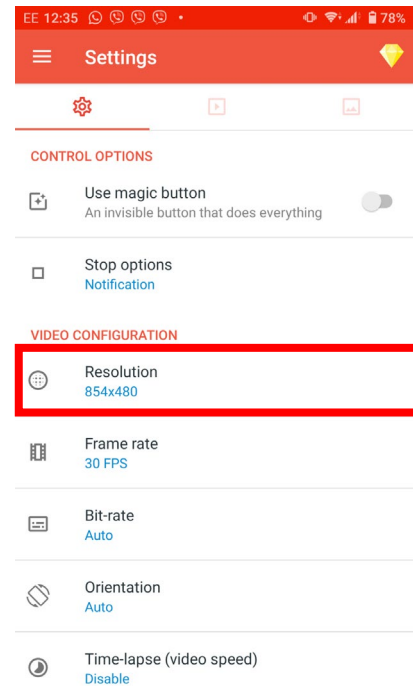 EE 12:35 78%
Settings
CONTROL OPTIONS
Use magic button
An invisible button that does everything
Stop options
Notification
VIDEO CONFIGURATION
Resolution
854x480
Frame rate
30 FPS
Bit-rate
Auto
Orientation
Auto
Time-lapse (video speed)
Disable